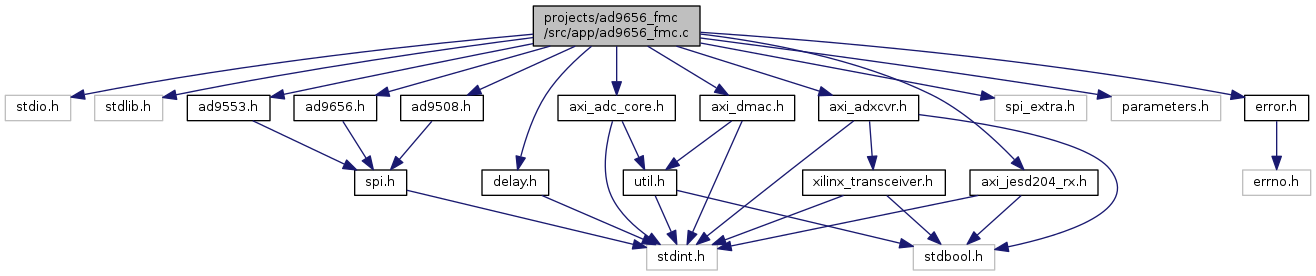 projects/ad9656_fmc
/src/app/ad9656_fmc.c
stdio.h
stdlib.h
ad9553.h
ad9656.h
ad9508.h
axi_adc_core.h
axi_dmac.h
axi_adxcvr.h
spi_extra.h
parameters.h
error.h
spi.h
delay.h
util.h
xilinx_transceiver.h
axi_jesd204_rx.h
errno.h
stdint.h
stdbool.h